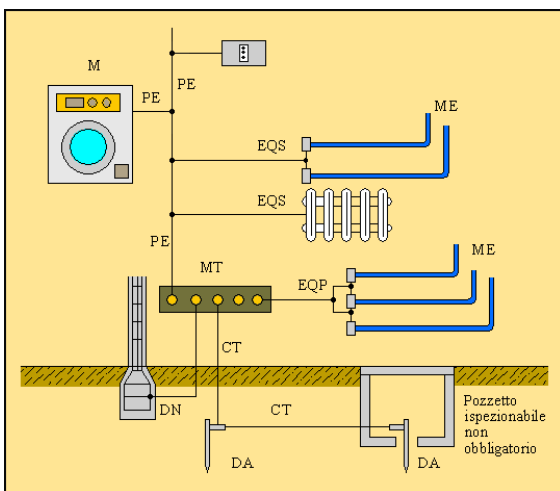 M
PE
PE
ME
EQS
EQS
PE
MT
EQP
ME
CT
DN
CT
DA
DA
Pozzetto
ispezionabile
non
obbligatorio